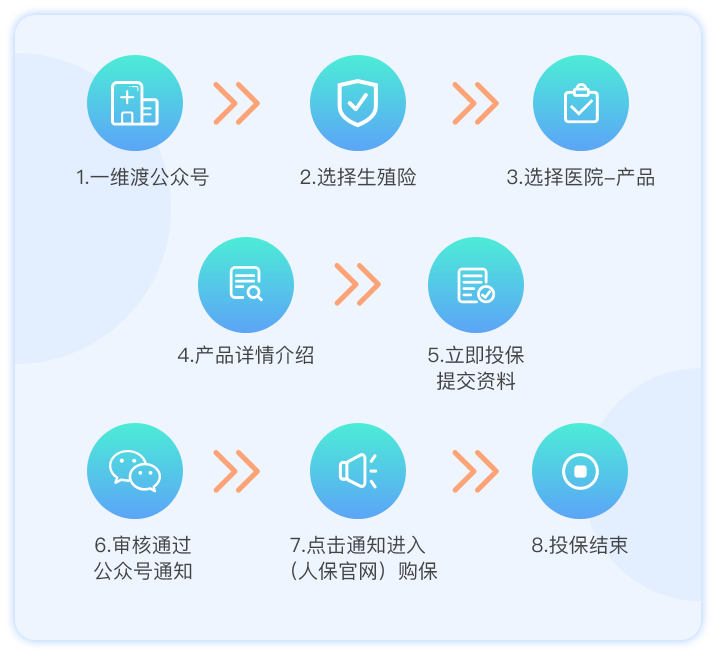 1.一维渡公众号
2.选择生殖险
3.选择医院–产品
4.产品详情介绍
5.立即投保
提交资料
6.审核通过
公众号通知
7.点击通知进入
（人保官网）购保
8.投保结束